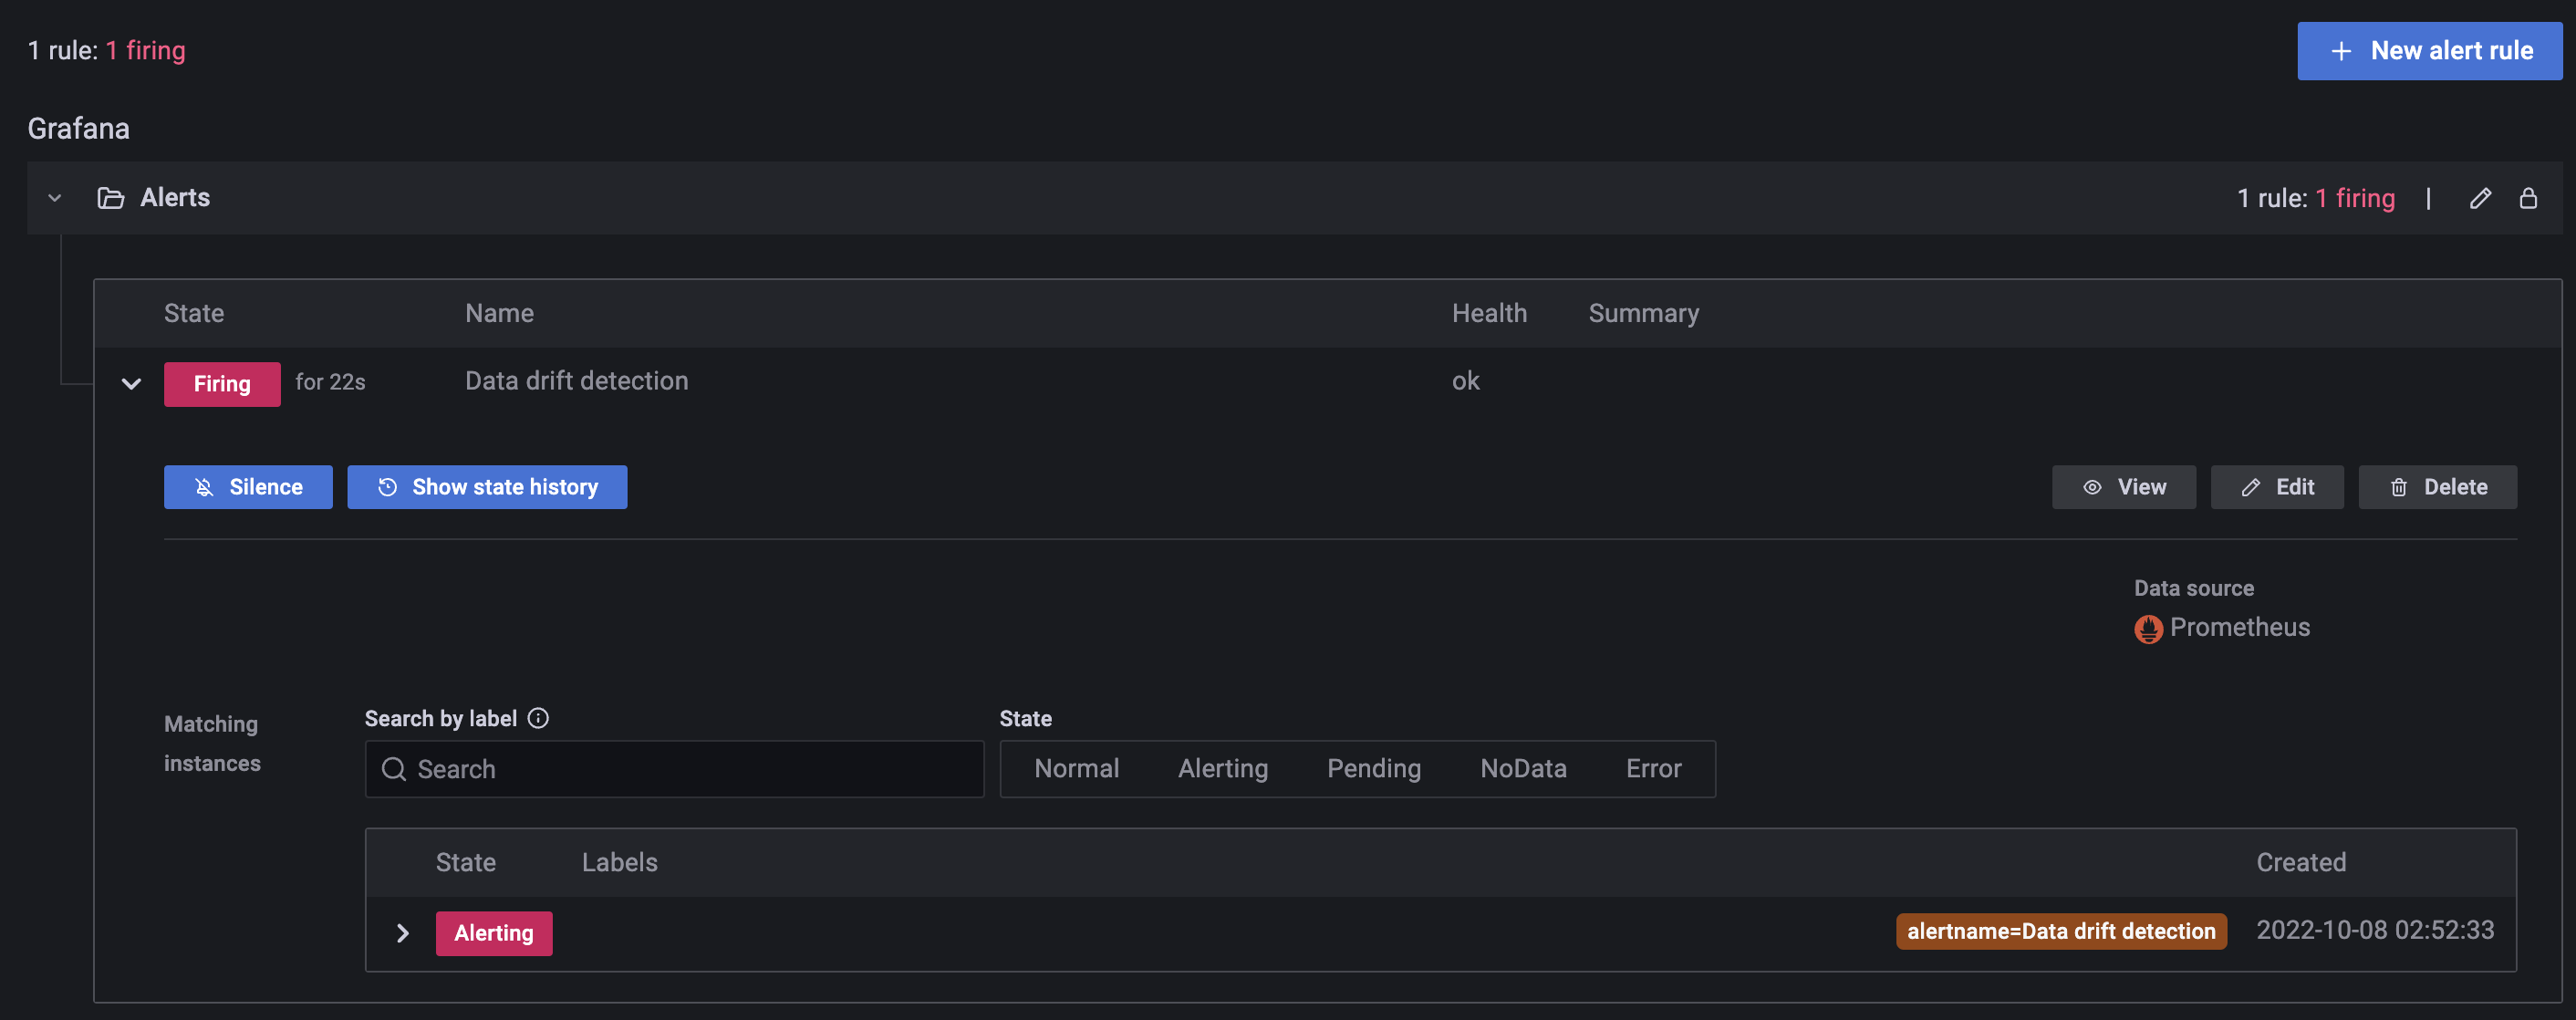 1 rule: 1 firing
New alert rule
Grafana
Alerts
1 rule: 1 firing |
State Name Health Summary
Firing for 22s Data drift detection ok
Silence Show state history View Edit Delete
Data source
Prometheus
Matching instances
Search by label State
Search Normal Alerting Pending NoData Error
State Labels Created
Alerting alertname=Data drift detection 2022-10-08 02:52:33